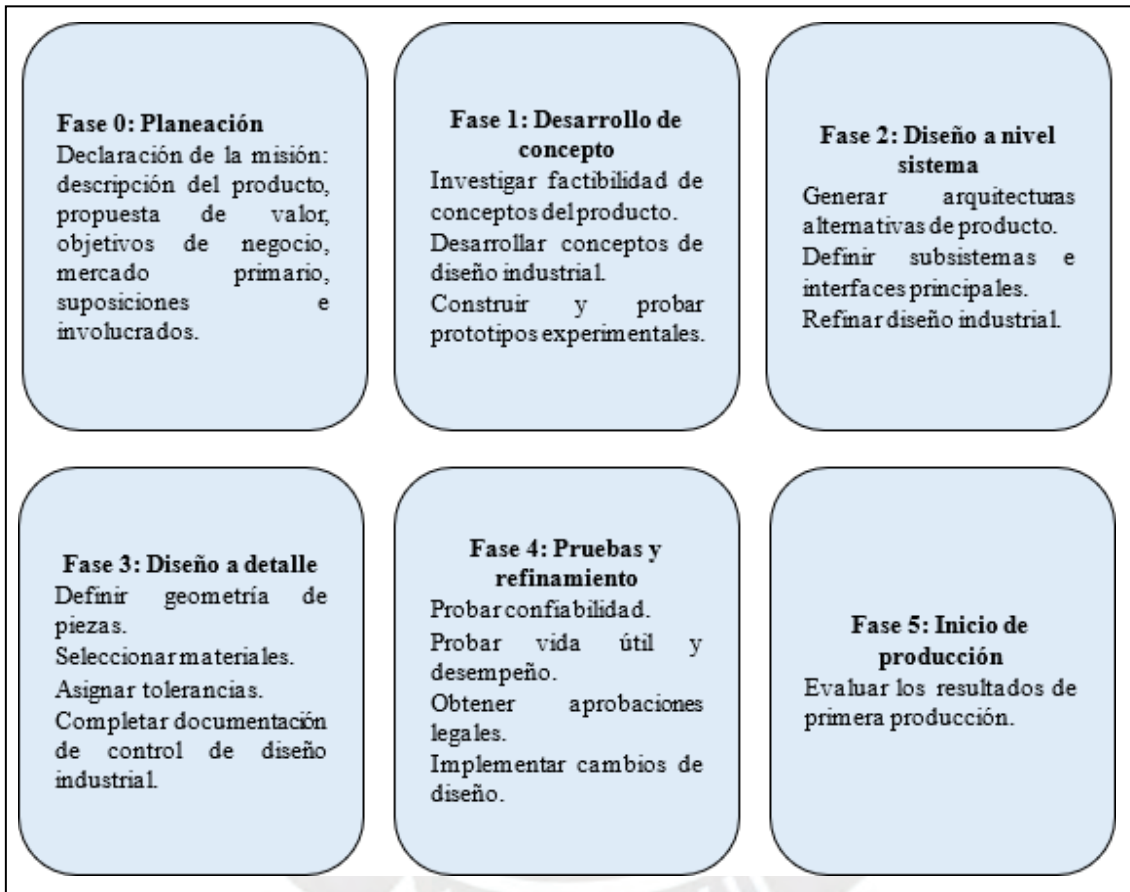 Fase 0: Planeación
Declaración de la misión:
descripción del producto,
propuesta de valor,
objetivos de negocio,
mercado primario,
suposiciones e
involucrados.
Fase 1: Desarrollo de
concepto
Investigar factibilidad de
conceptos del producto.
Desarrollar conceptos de
diseño industrial.
Construir y probar
prototipos experimentales.
Fase 2: Diseño a nivel
sistema
Generar arquitecturas
alternativas de producto.
Definir subsistemas e
interfaces principales.
Refinar diseño industrial.
Fase 3: Diseño a detalle
Definir geometría de
piezas.
Seleccionar materiales.
Asignar tolerancias.
Completar documentación
de control de diseño
industrial.
Fase 4: Pruebas y
refinamiento
Probar confiabilidad.
Probar vida útil y
desempeño.
Obtener aprobaciones
legales.
Implementar cambios de
diseño.
Fase 5: Inicio de
producción
Evaluar los resultados de
primera producción.